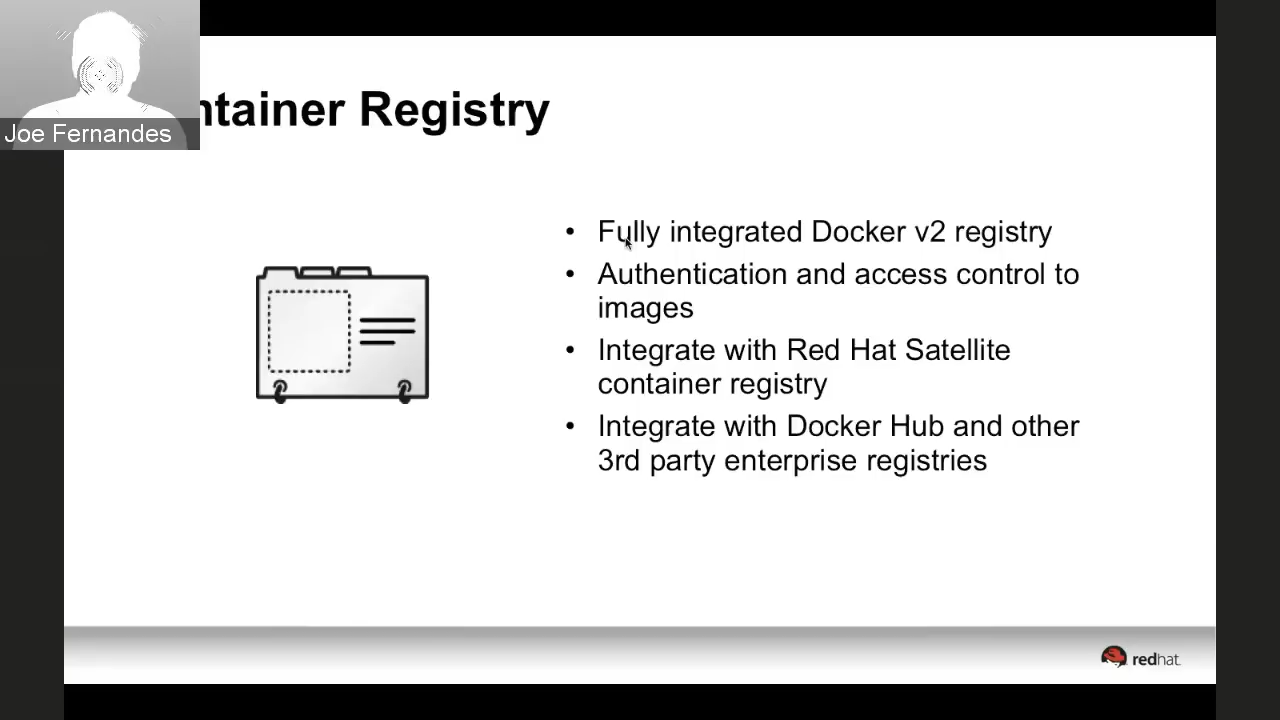 ntainer Registry
Joe Fernandes
• Fully integrated Docker v2 registry
• Authentication and access control to
images
• Integrate with Red Hat Satellite
container registry
• Integrate with Docker Hub and other
3rd party enterprise registries
redhat.